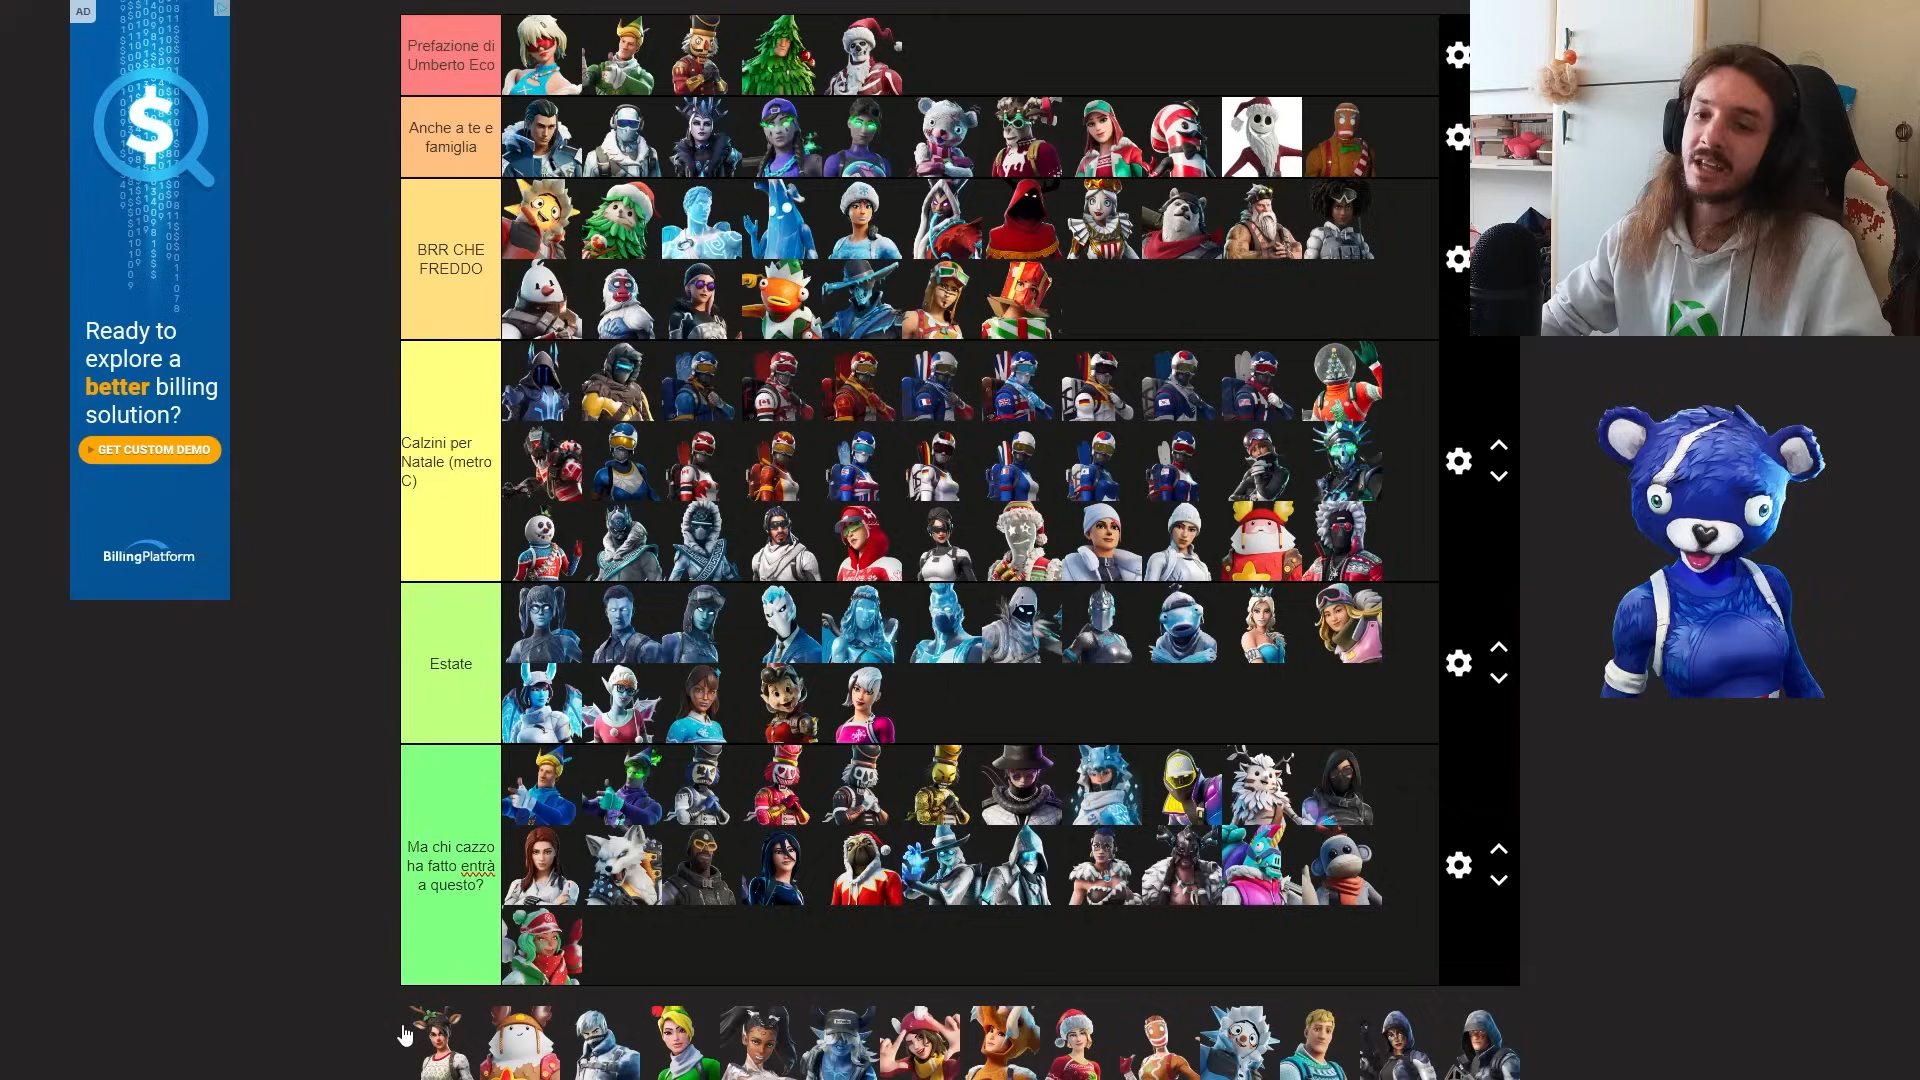 AD
$
Ready to
explore a
better billing
solution?
GET CUSTOM DEMO
BillingPlatform
Prefazione di
Umberto Eco
Anche a te e
famiglia
BRR CHE
FREDDO
Calzini per
Natale (metro
C)
Estate
Ma chi cazzo
ha fatto entrà
a questo?